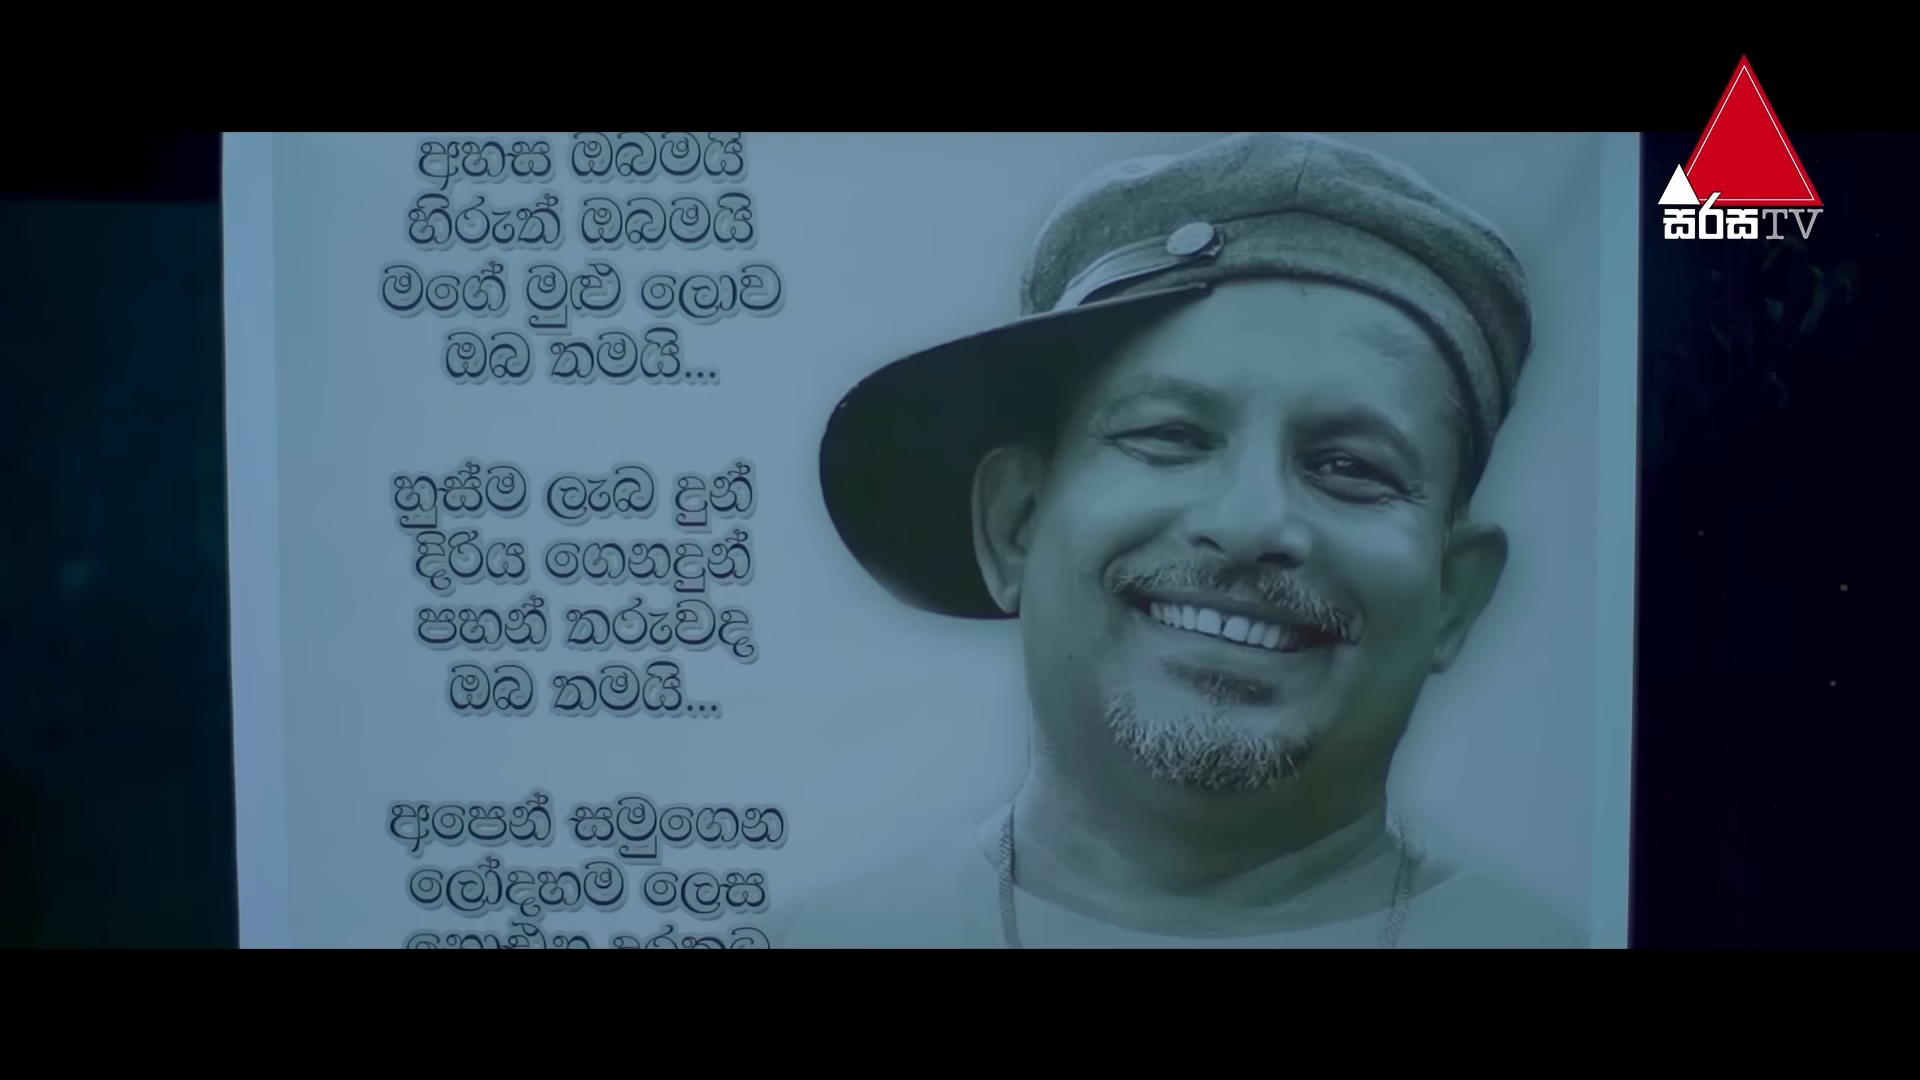 අහස ඔබමයි
හිරුත් ඔබමයි
මගේ මුළු ලොව
ඔබ තමයි...
හුස්ම ලැබ දුන්
දිරිය ගෙනදුන්
පහන් තරුවද
ඔබ තමයි...
අපෙන් සමුගෙන
ලෝදහම ලෙස
සිරස TV